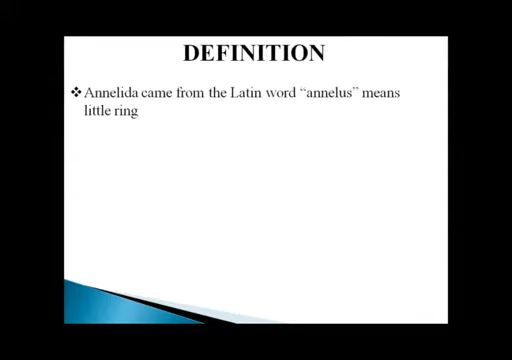 DEFINITION
❖ Annelida came from the Latin word “annelus” means
little ring